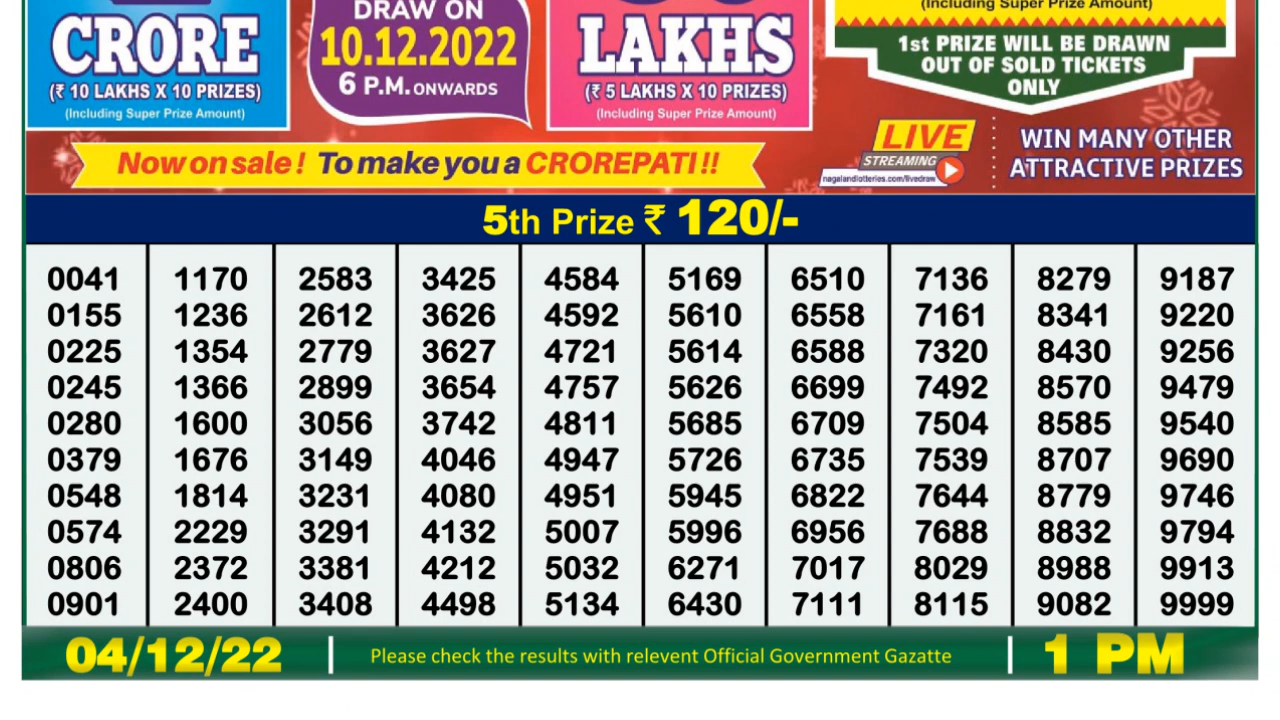 CRORE
(₹ 10 LAKHS X 10 PRIZES)
(Including Super Prize Amount)
DRAW ON
10.12.2022
6 P.M. ONWARDS
LAKHS
(₹ 5 LAKHS X 10 PRIZES)
(Including Super Prize Amount)
(Including Super Prize Amount)
1st PRIZE WILL BE DRAWN
OUT OF SOLD TICKETS
ONLY
Now on sale! To make you a CROREPATI!!
LIVE
STREAMING
nagalandlotteries.com/livedraw
WIN MANY OTHER
ATTRACTIVE PRIZES
5th Prize ₹ 120/-
0041 1170 2583 3425 4584 5169 6510 7136 8279 9187
0155 1236 2612 3626 4592 5610 6558 7161 8341 9220
0225 1354 2779 3627 4721 5614 6588 7320 8430 9256
0245 1366 2899 3654 4757 5626 6699 7492 8570 9479
0280 1600 3056 3742 4811 5685 6709 7504 8585 9540
0379 1676 3149 4046 4947 5726 6735 7539 8707 9690
0548 1814 3231 4080 4951 5945 6822 7644 8779 9746
0574 2229 3291 4132 5007 5996 6956 7688 8832 9794
0806 2372 3381 4212 5032 6271 7017 8029 8988 9913
0901 2400 3408 4498 5134 6430 7111 8115 9082 9999
04/12/22 Please check the results with relevent Official Government Gazatte 1 PM